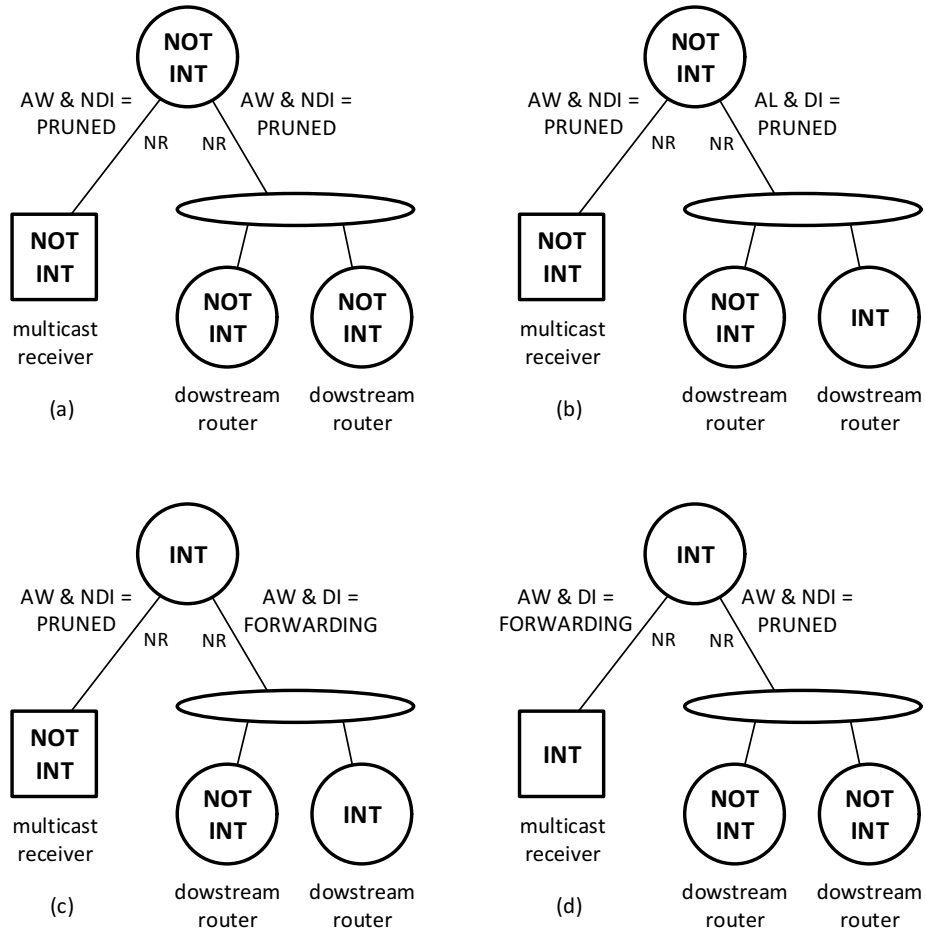 NOT
INT
AW & NDI =
PRUNED
AW & NDI =
PRUNED
NR
NR
NOT
INT
multicast
receiver
NOT
INT
NOT
INT
dowstream
router
dowstream
router
(a)
NOT
INT
AW & NDI =
PRUNED
AL & DI =
PRUNED
NR
NR
NOT
INT
multicast
receiver
NOT
INT
INT
dowstream
router
dowstream
router
(b)
INT
AW & NDI =
PRUNED
AW & DI =
FORWARDING
NR
NR
NOT
INT
multicast
receiver
NOT
INT
INT
dowstream
router
dowstream
router
(c)
INT
AW & DI =
FORWARDING
AW & NDI =
PRUNED
NR
NR
INT
multicast
receiver
NOT
INT
NOT
INT
dowstream
router
dowstream
router
(d)